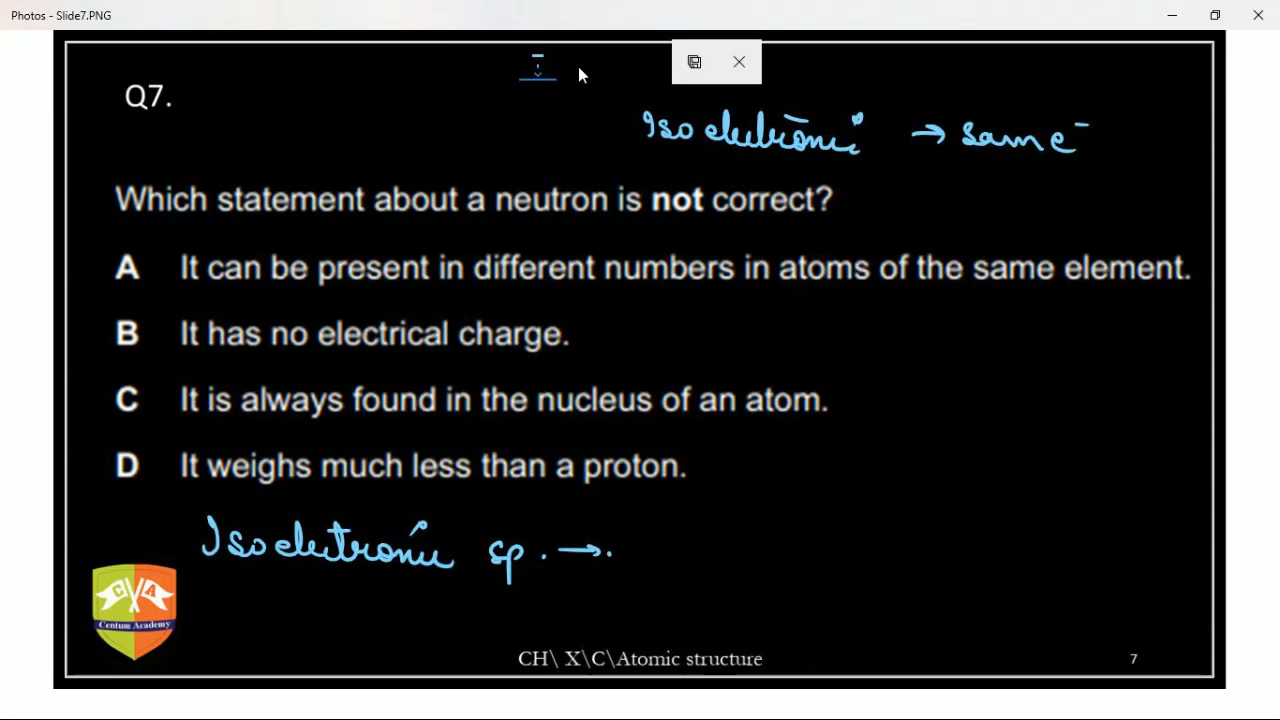 Photos - Slide7.PNG
Q7.
Isoelectronic → same⁻
Which statement about a neutron is not correct?
A It can be present in different numbers in atoms of the same element.
B It has no electrical charge.
C It is always found in the nucleus of an atom.
D It weighs much less than a proton.
Isoelectronic sp. →.
C A
Centum Academy
CH\ X\C\Atomic structure
7